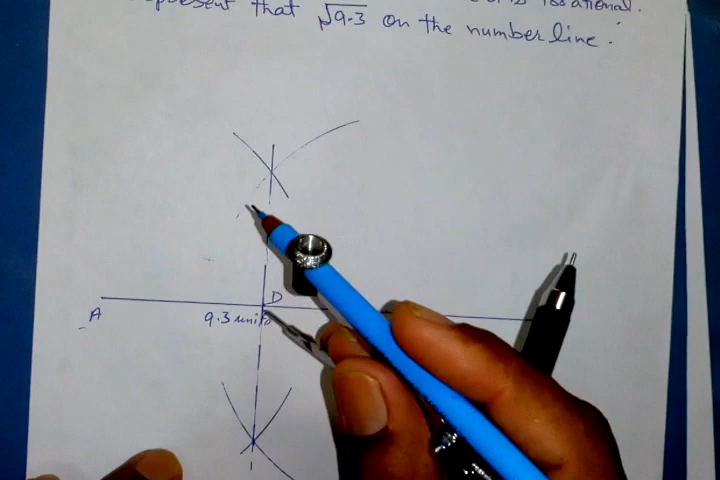 that √9.3 on the number line.
D
A
9.3 units